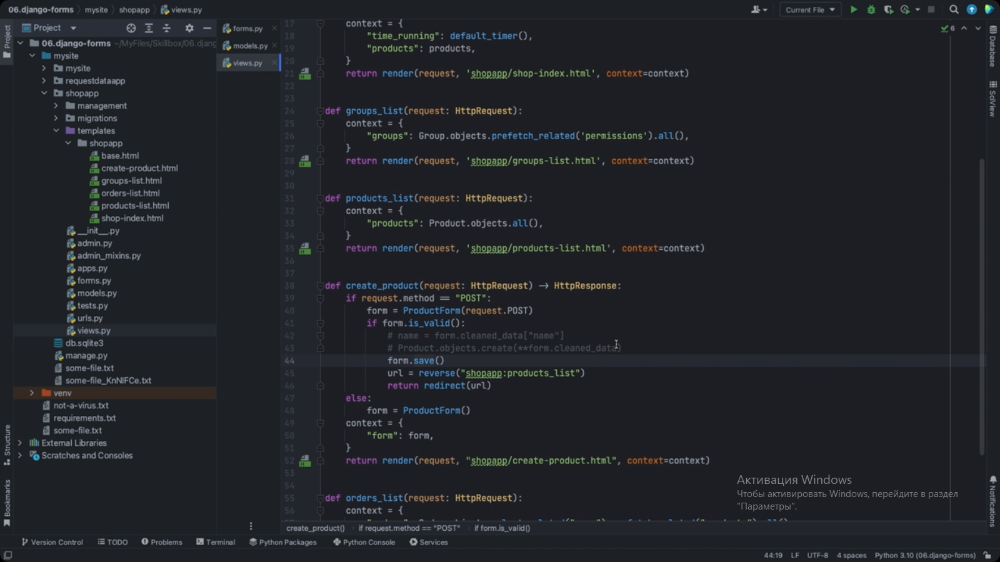 06.django-forms mysite shopapp views.py
Current File
Project
forms.py
models.py
views.py
06.django-forms ~/MyFiles/Skillbox/06.djang
mysite
mysite
requestdataapp
shopapp
management
migrations
templates
shopapp
base.html
create-product.html
groups-list.html
orders-list.html
products-list.html
shop-index.html
__init__.py
admin.py
admin_mixins.py
apps.py
forms.py
models.py
tests.py
urls.py
views.py
db.sqlite3
manage.py
some-file.txt
some-file_KnNIFCe.txt
venv
not-a-virus.txt
requirements.txt
some-file.txt
External Libraries
Scratches and Consoles
Project
Structure
Bookmarks
17 context = {
18 "time_running": default_timer(),
19 "products": products,
20 }
21 return render(request, 'shopapp/shop-index.html', context=context)
22
23
24 def groups_list(request: HttpRequest):
25 context = {
26 "groups": Group.objects.prefetch_related('permissions').all(),
27 }
28 return render(request, 'shopapp/groups-list.html', context=context)
29
30
31 def products_list(request: HttpRequest):
32 context = {
33 "products": Product.objects.all(),
34 }
35 return render(request, 'shopapp/products-list.html', context=context)
36
37
38 def create_product(request: HttpRequest) → HttpResponse:
39 if request.method == "POST":
40 form = ProductForm(request.POST)
41 if form.is_valid():
42 # name = form.cleaned_data["name"]
43 # Product.objects.create(**form.cleaned_data)
44 form.save()
45 url = reverse("shopapp:products_list")
46 return redirect(url)
47 else:
48 form = ProductForm()
49 context = {
50 "form": form,
51 }
52 return render(request, "shopapp/create-product.html", context=context)
53
54
55 def orders_list(request: HttpRequest):
56 context = {
6
Database
SciView
Notifications
Активация Windows
Чтобы активировать Windows, перейдите в раздел
"Параметры".
create_product() if request.method == "POST" if form.is_valid()
Version Control TODO Problems Terminal Python Packages Python Console Services
44:19 LF UTF-8 4 spaces Python 3.10 (06.django-forms)